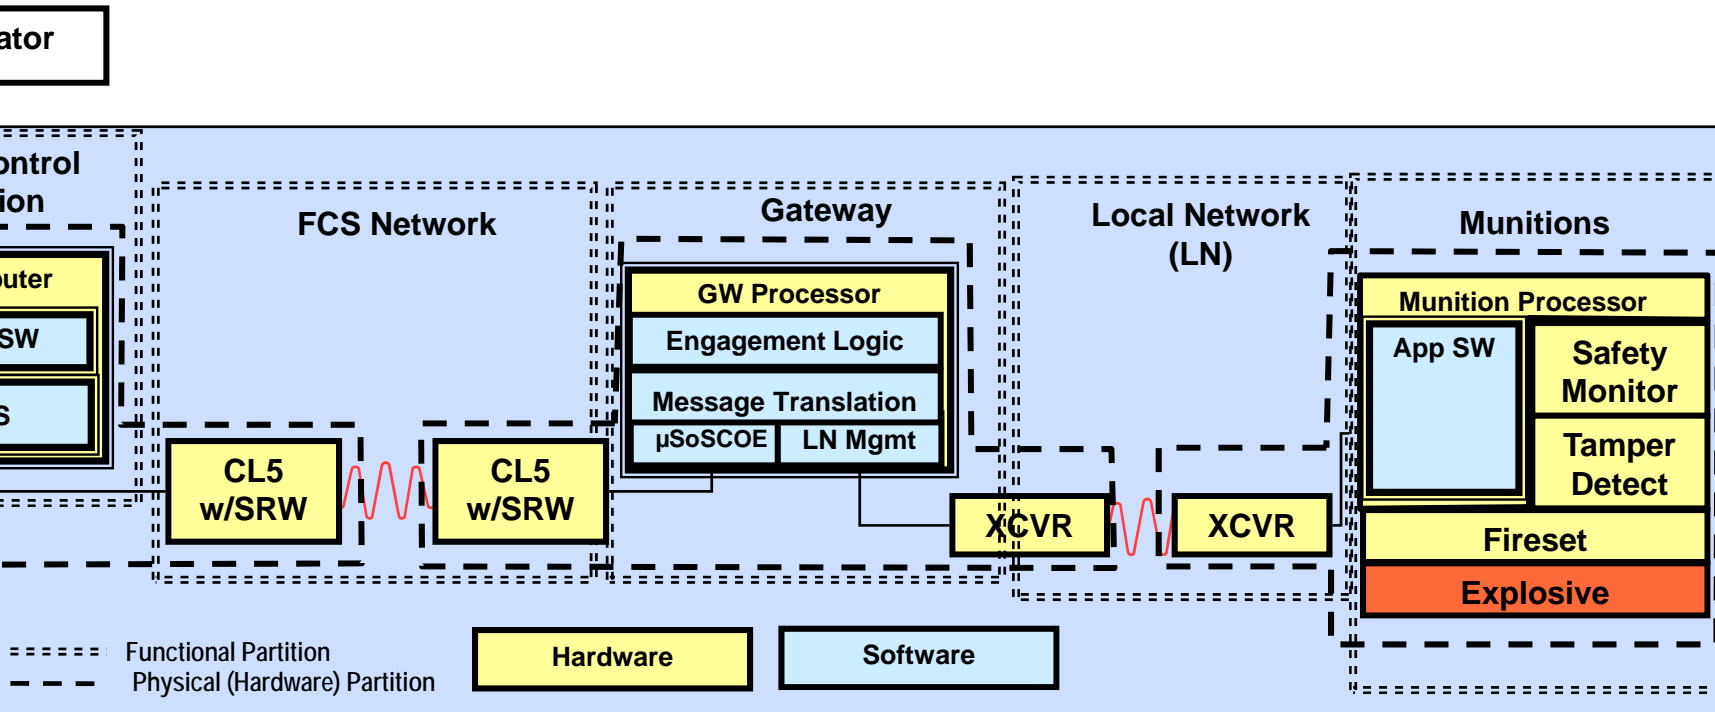 ator
ontrol
ion
FCS Network
Gateway
Local Network
(LN)
Munitions
puter
SW
S
GW Processor
Engagement Logic
Message Translation
µSoSCOE
LN Mgmt
Munition Processor
App SW
Safety
Monitor
Tamper
Detect
Fireset
Explosive
CL5
w/SRW
CL5
w/SRW
XCVR
XCVR
Functional Partition
Physical (Hardware) Partition
Hardware
Software